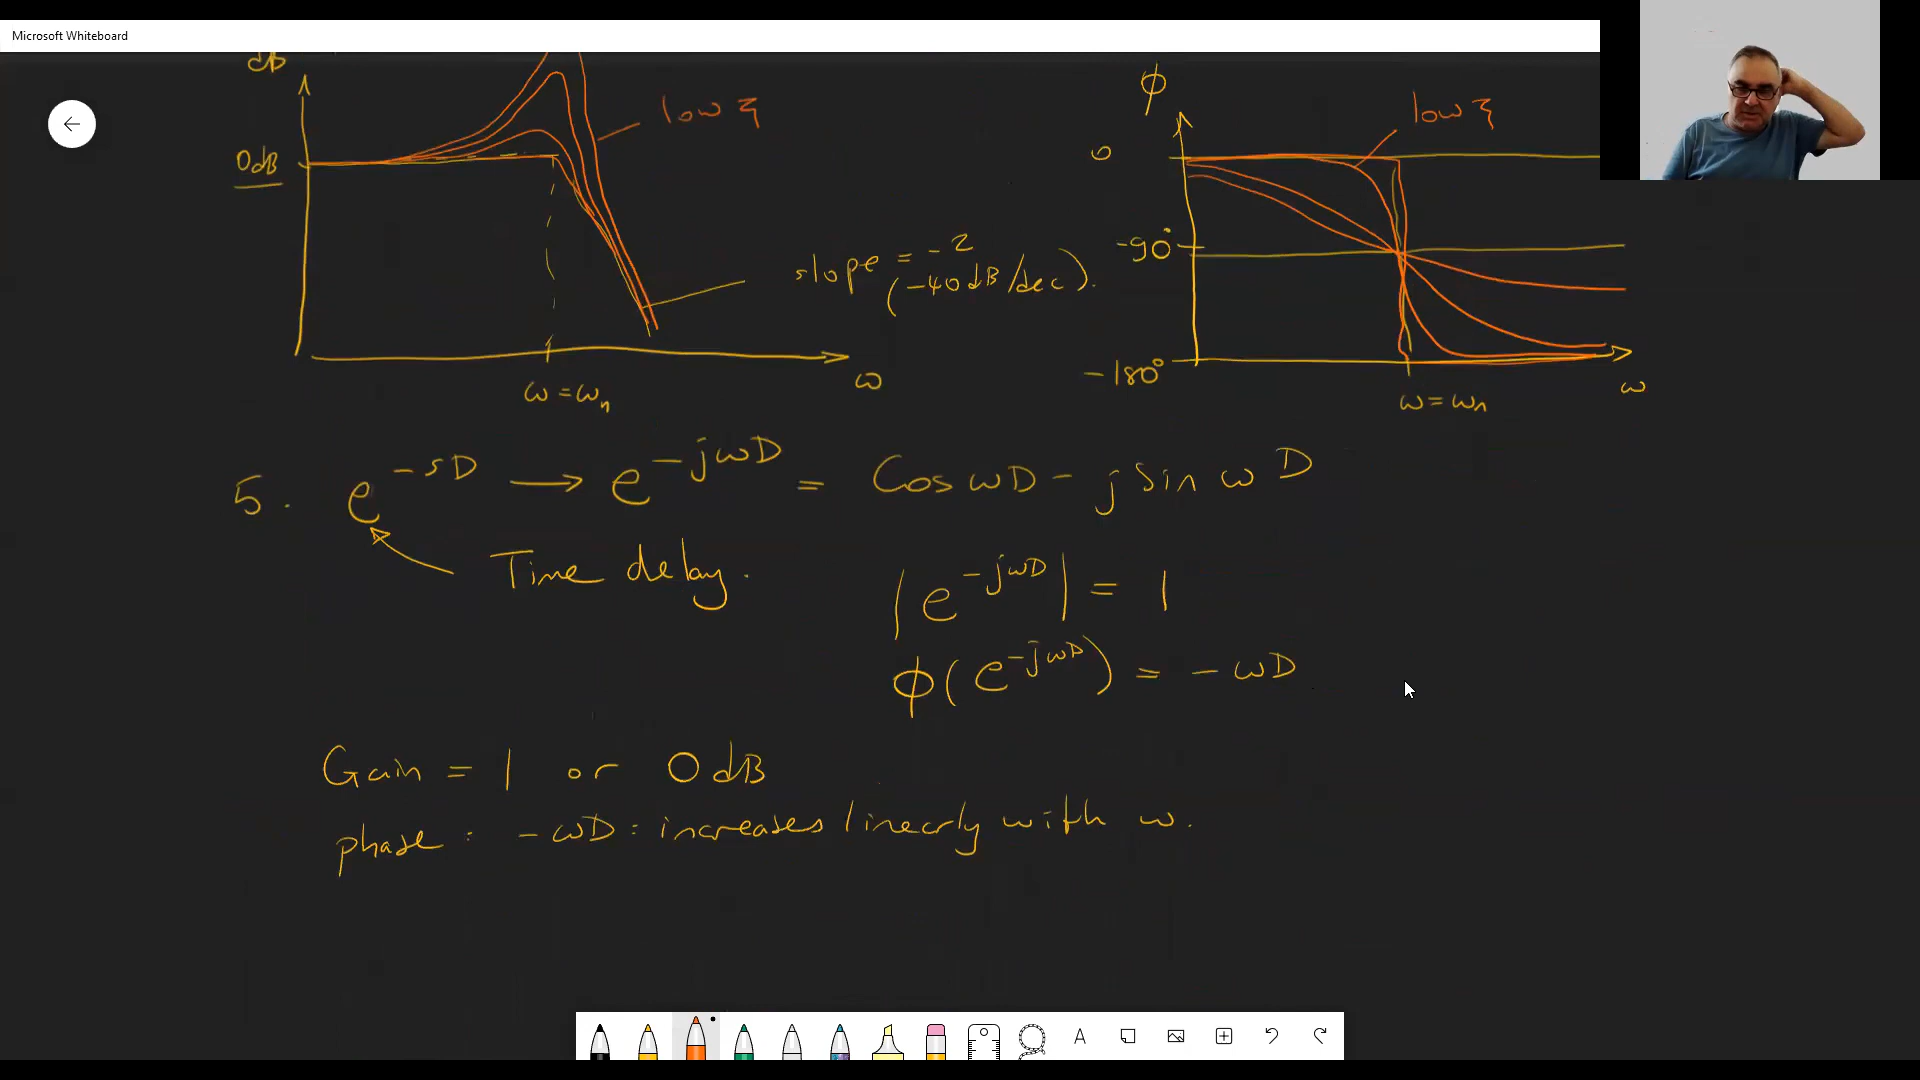 Microsoft Whiteboard
dB
0dB
low ζ
slope = -2
(-40dB/dec).
ω = ωn
ω
ϕ
0
low ζ
-90°
-180°
ω = ωn
ω
5. e^{-sD} → e^{-jωD} = Cos ωD - j Sin ωD
Time delay.
|e^{-jωD}| = 1
ϕ(e^{-jωD}) = -ωD
Gain = 1 or 0dB
phase: -ωD: increases linearly with ω.
A